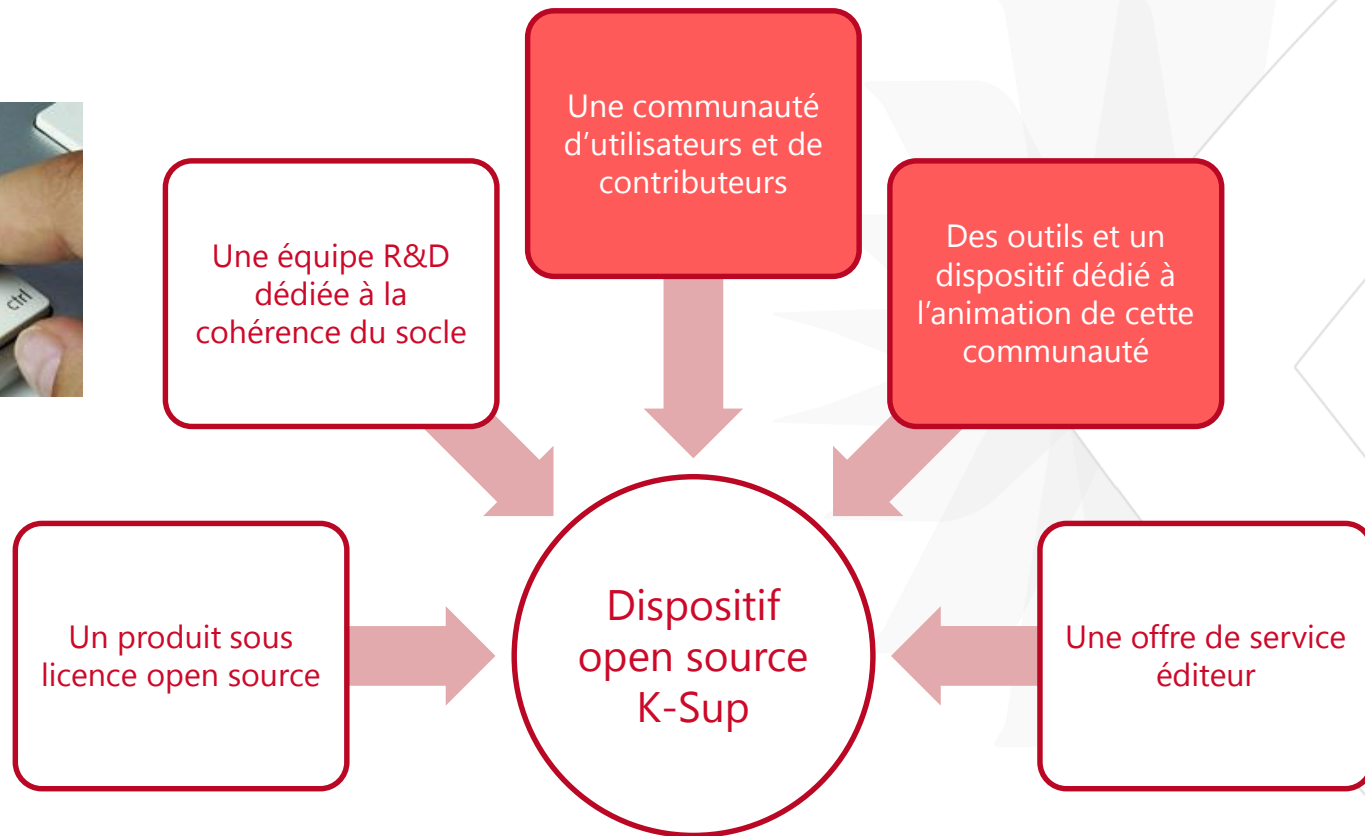 Une communauté
d’utilisateurs et de
contributeurs
Une équipe R&D
dédiée à la
cohérence du socle
Des outils et un
dispositif dédié à
l’animation de cette
communauté
ctrl
Un produit sous
licence open source
Dispositif
open source
K-Sup
Une offre de service
éditeur